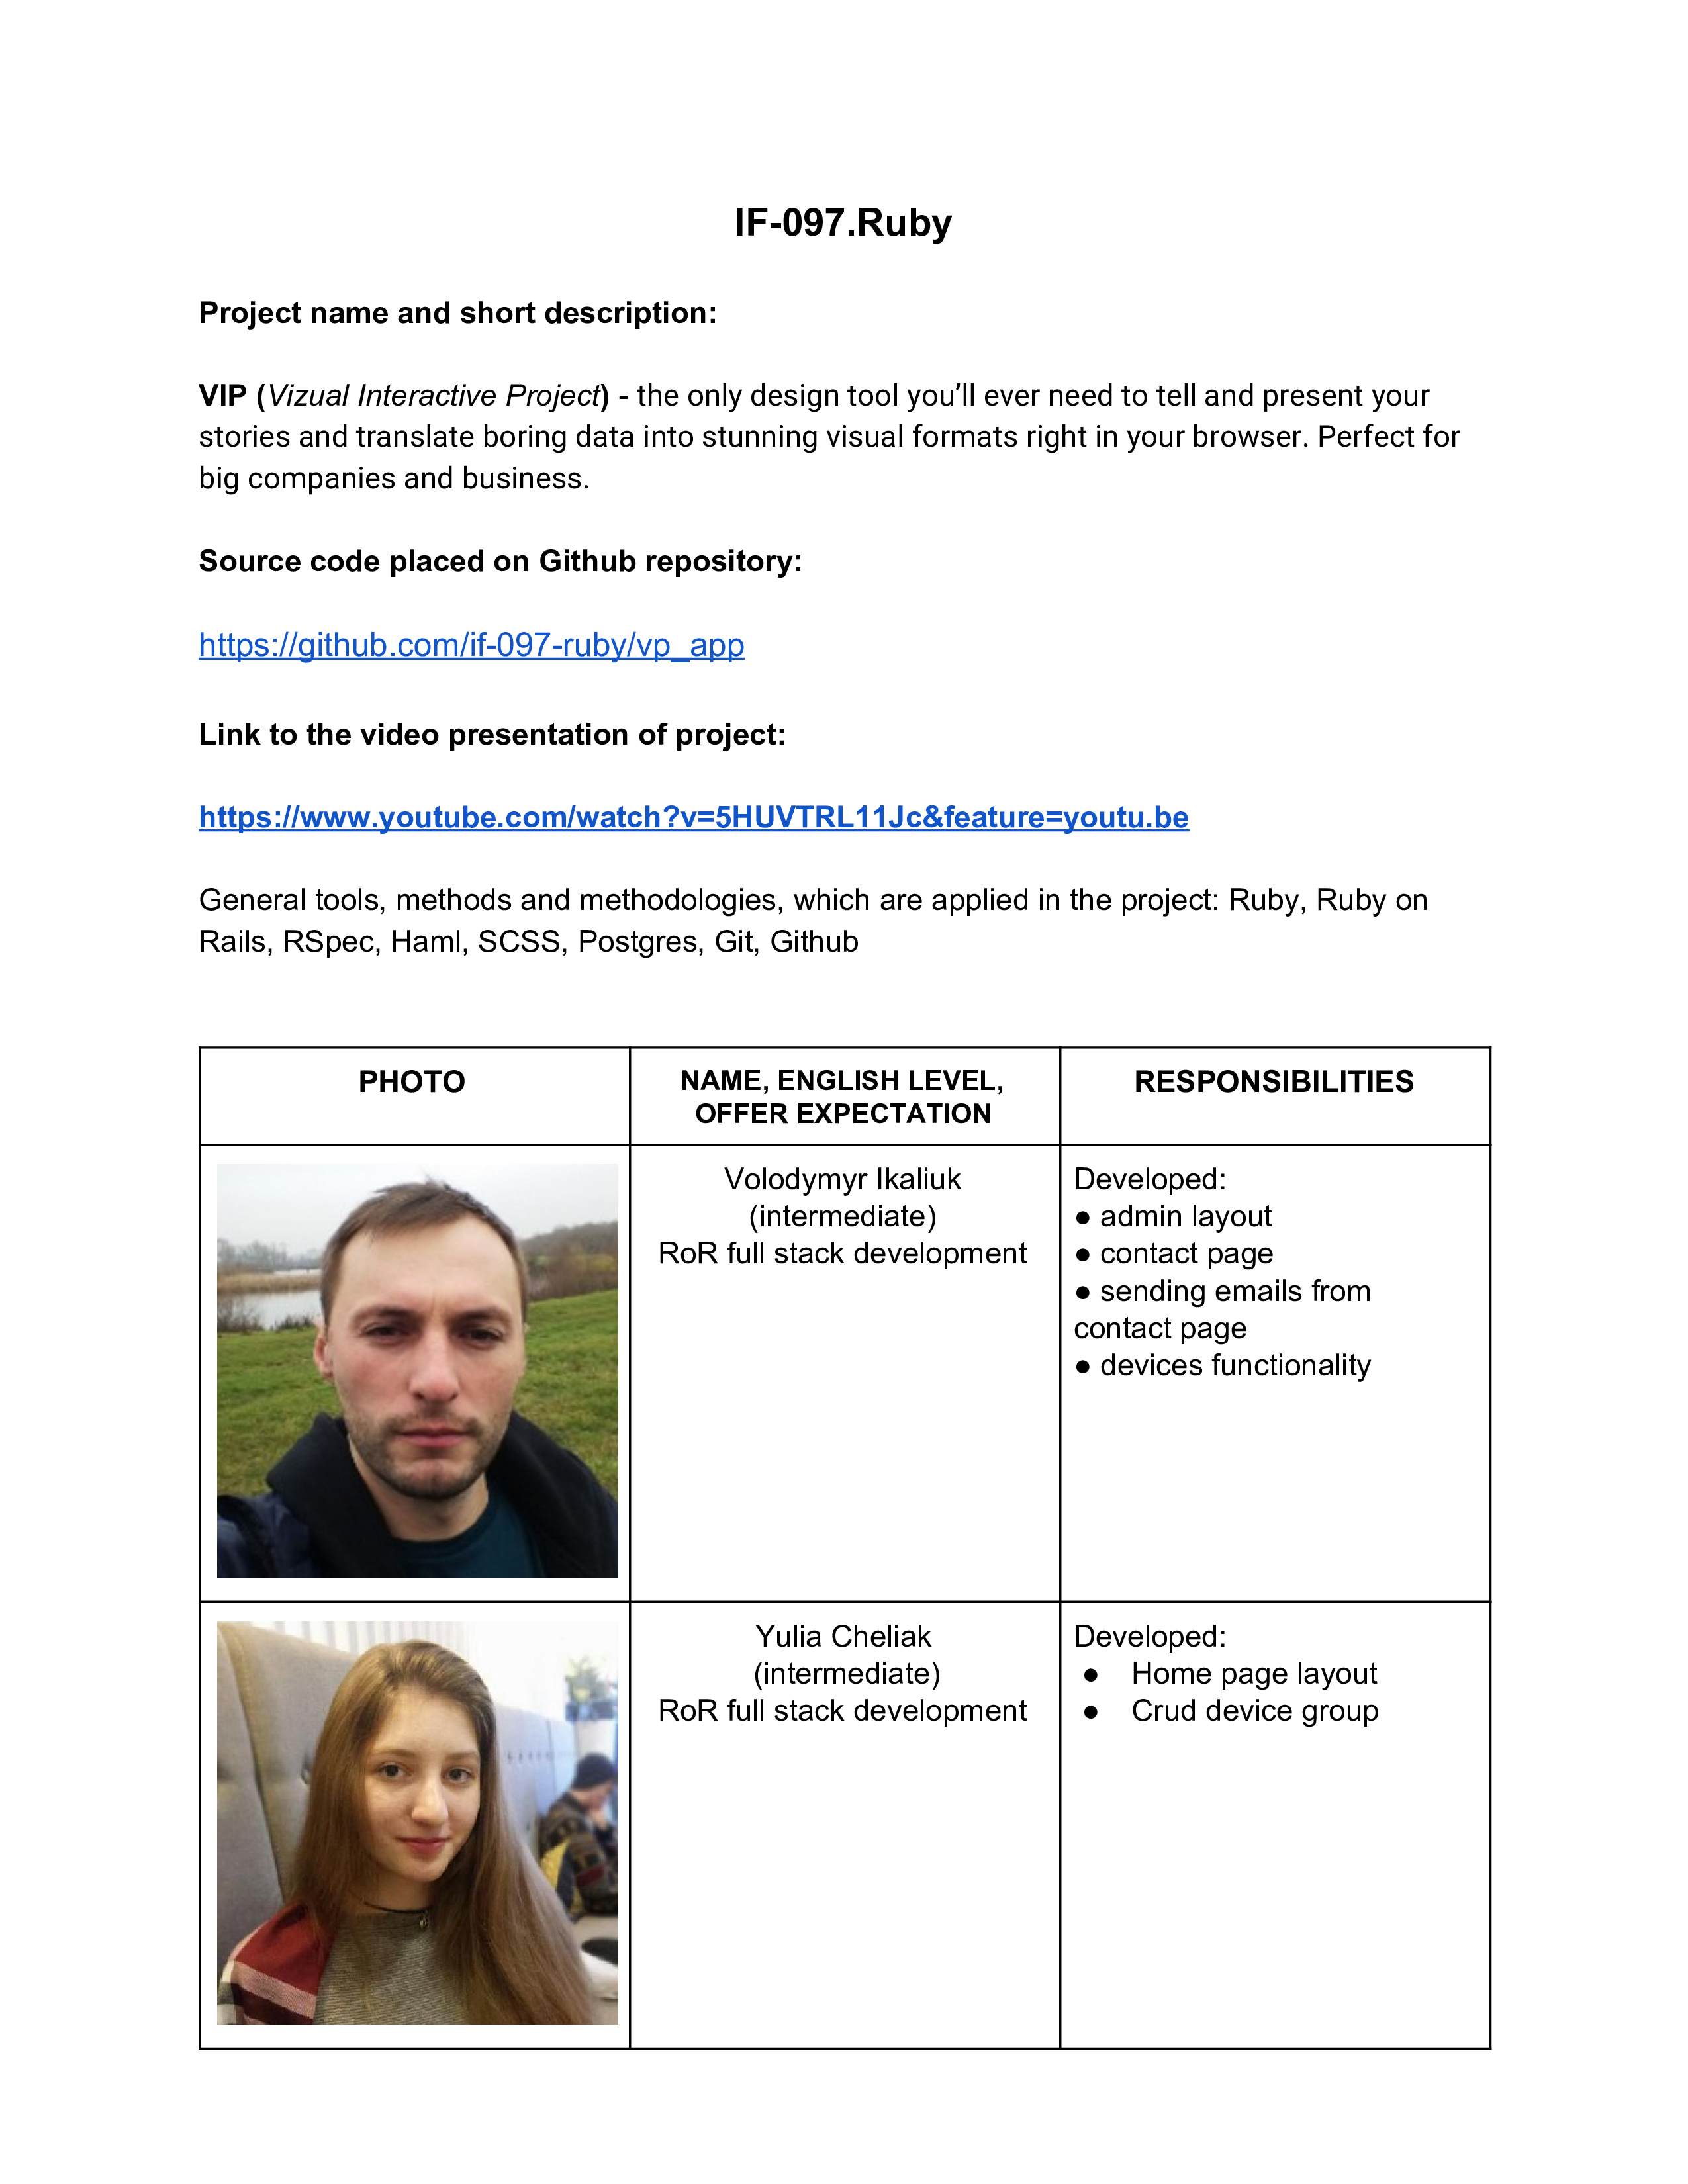 IF-097.Ruby
Project name and short description:
VIP (Vizual Interactive Project) - the only design tool you’ll ever need to tell and present your
stories and translate boring data into stunning visual formats right in your browser. Perfect for
big companies and business.
Source code placed on Github repository:
https://github.com/if-097-ruby/vp_app
Link to the video presentation of project:
https://www.youtube.com/watch?v=5HUVTRL11Jc&feature=youtu.be
General tools, methods and methodologies, which are applied in the project: Ruby, Ruby on
Rails, RSpec, Haml, SCSS, Postgres, Git, Github
PHOTO
NAME, ENGLISH LEVEL,
OFFER EXPECTATION
RESPONSIBILITIES
Volodymyr Ikaliuk
(intermediate)
RoR full stack development
Developed:
● admin layout
● contact page
● sending emails from
contact page
● devices functionality
Yulia Cheliak
(intermediate)
RoR full stack development
Developed:
● Home page layout
● Crud device group